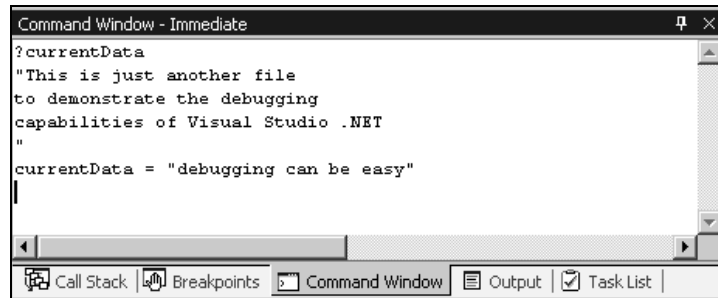 Command Window - Immediate
?currentData
"This is just another file
to demonstrate the debugging
capabilities of Visual Studio .NET
"
currentData = "debugging can be easy"
Call Stack
Breakpoints
Command Window
Output
Task List